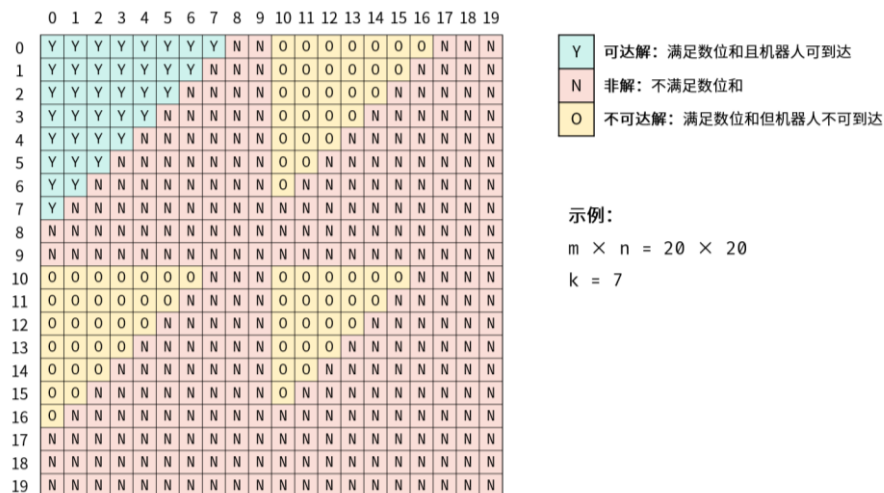 0 1 2 3 4 5 6 7 8 9 10 11 12 13 14 15 16 17 18 19
0 Y Y Y Y Y Y Y Y N N O O O O O O O N N N
1 Y Y Y Y Y Y Y N N N O O O O O O N N N N
2 Y Y Y Y Y Y N N N N O O O O O N N N N N
3 Y Y Y Y Y N N N N N O O O O N N N N N N
4 Y Y Y Y N N N N N N O O O N N N N N N N
5 Y Y Y N N N N N N N O O N N N N N N N N
6 Y Y N N N N N N N N O N N N N N N N N N
7 Y N N N N N N N N N N N N N N N N N N N
8 N N N N N N N N N N N N N N N N N N N N
9 N N N N N N N N N N N N N N N N N N N N
10 O O O O O O O N N N O O O O O O N N N N
11 O O O O O O N N N N O O O O O N N N N N
12 O O O O O N N N N N O O O O N N N N N N
13 O O O O N N N N N N O O O N N N N N N N
14 O O O N N N N N N N O O N N N N N N N N
15 O O N N N N N N N N O N N N N N N N N N
16 O N N N N N N N N N N N N N N N N N N N
17 N N N N N N N N N N N N N N N N N N N N
18 N N N N N N N N N N N N N N N N N N N N
19 N N N N N N N N N N N N N N N N N N N N
Y 可达解：满足数位和且机器人可到达
N 非解：不满足数位和
O 不可达解：满足数位和但机器人不可到达
示例：
m × n = 20 × 20
k = 7